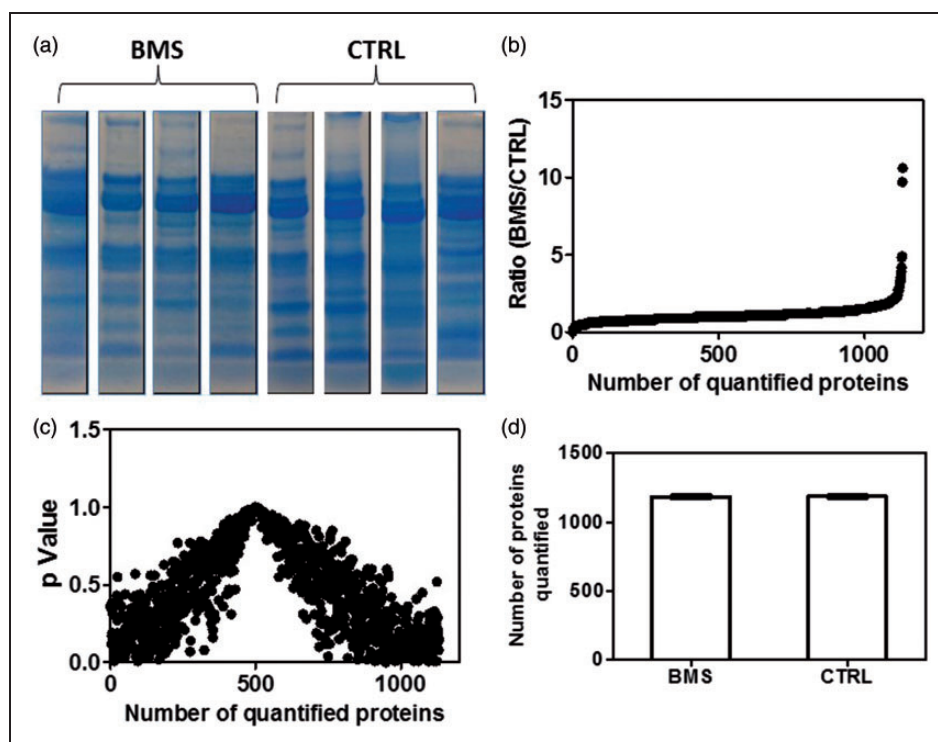 (a)
BMS
CTRL
(b)
15
10
5
0
Ratio (BMS/CTRL)
0
500
1000
Number of quantified proteins
(c)
1.5
1.0
0.5
0.0
p Value
0
500
1000
Number of quantified proteins
(d)
1500
1000
500
0
Number of proteins
quantified
BMS
CTRL